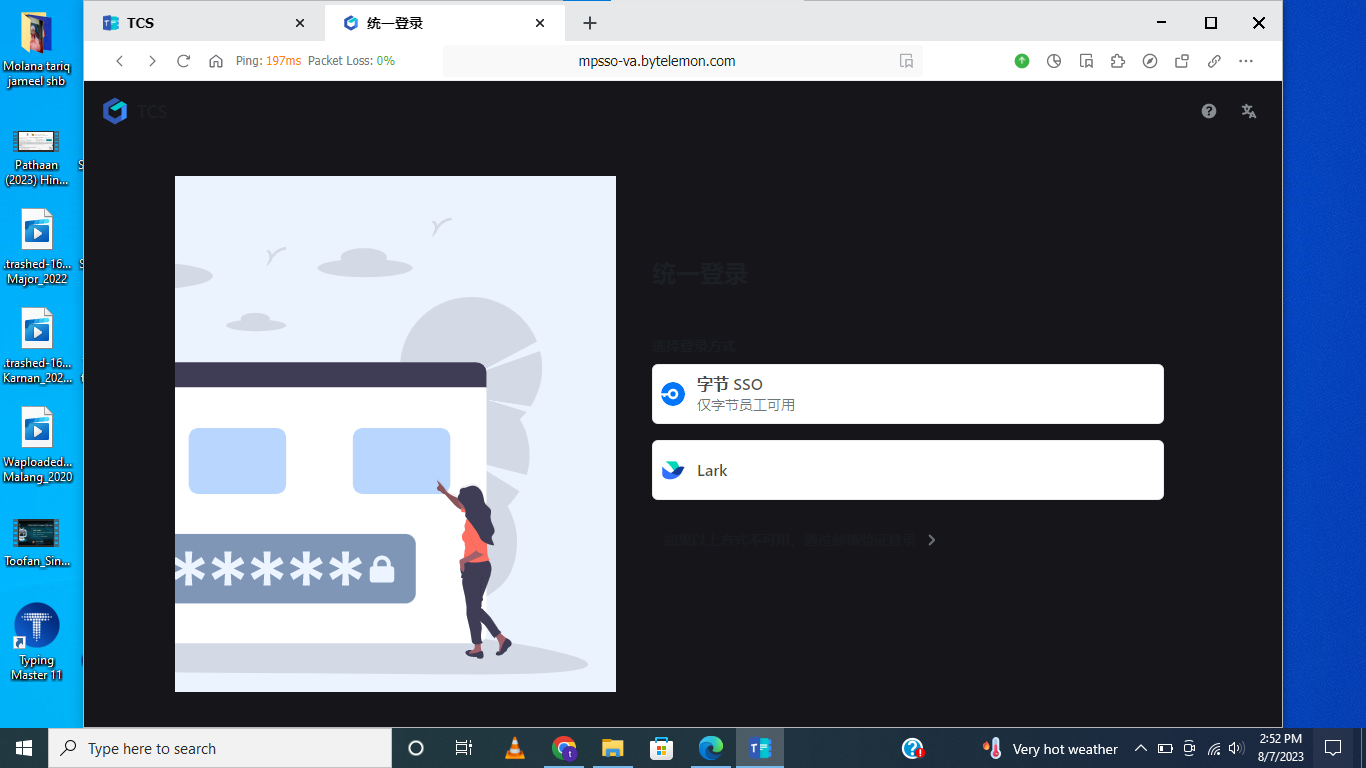 Molana tariq
jameel shb
Pathaan
(2023) Hin...
.trashed-16...
Major_2022
.trashed-16...
Karnan_202...
Waploaded...
Malang_2020
Toofan_Sin...
Typing
Master 11
TCS
统一登录
Ping: 197ms Packet Loss: 0%
mpsso-va.bytelemon.com
TCS
统一登录
选择登录方式
字节 SSO
仅字节员工可用
Lark
Type here to search
Very hot weather
2:52 PM
8/7/2023